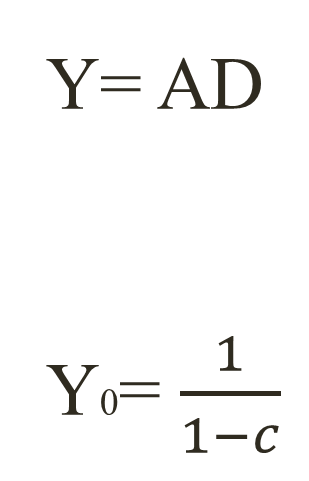 Y= AD
Y₀= 1
1−c